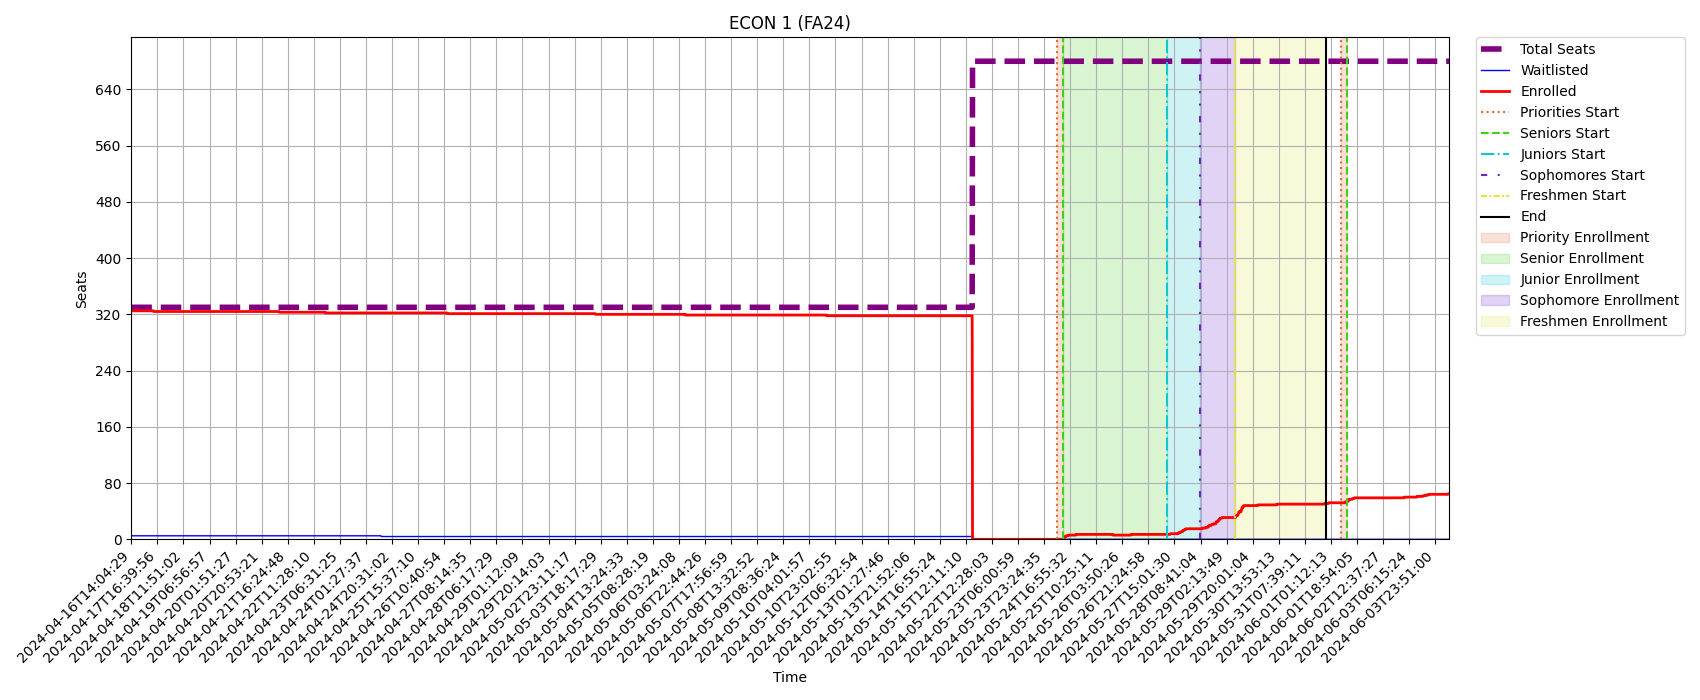 ECON 1 (FA24)
Seats
640
560
480
400
320
240
160
80
0
2024-04-16T14:04:29
2024-04-17T16:39:56
2024-04-18T11:51:02
2024-04-19T06:56:57
2024-04-20T01:51:27
2024-04-20T20:53:21
2024-04-21T16:24:48
2024-04-22T11:28:10
2024-04-23T06:31:25
2024-04-24T01:27:37
2024-04-24T20:31:02
2024-04-25T15:37:10
2024-04-26T10:40:54
2024-04-27T08:14:35
2024-04-28T06:17:29
2024-04-29T01:12:09
2024-04-29T20:14:03
2024-05-02T23:11:17
2024-05-03T18:17:29
2024-05-04T13:24:33
2024-05-05T08:28:19
2024-05-06T03:24:08
2024-05-06T22:44:26
2024-05-07T17:56:59
2024-05-08T13:32:52
2024-05-09T08:36:24
2024-05-10T04:01:57
2024-05-12T03:02:55
2024-05-12T06:32:54
2024-05-13T01:27:46
2024-05-13T21:52:06
2024-05-14T16:55:24
2024-05-15T12:11:10
2024-05-22T12:28:03
2024-05-23T06:00:59
2024-05-23T23:24:35
2024-05-24T16:55:32
2024-05-25T10:25:11
2024-05-26T03:50:26
2024-05-26T21:24:58
2024-05-27T15:01:30
2024-05-28T08:41:04
2024-05-29T02:13:49
2024-05-29T20:01:04
2024-05-30T13:53:13
2024-05-31T07:39:11
2024-06-01T01:12:13
2024-06-01T18:54:05
2024-06-02T12:37:27
2024-06-03T06:15:24
2024-06-03T23:51:00
Time
Total Seats
Waitlisted
Enrolled
Priorities Start
Seniors Start
Juniors Start
Sophomores Start
Freshmen Start
End
Priority Enrollment
Senior Enrollment
Junior Enrollment
Sophomore Enrollment
Freshmen Enrollment